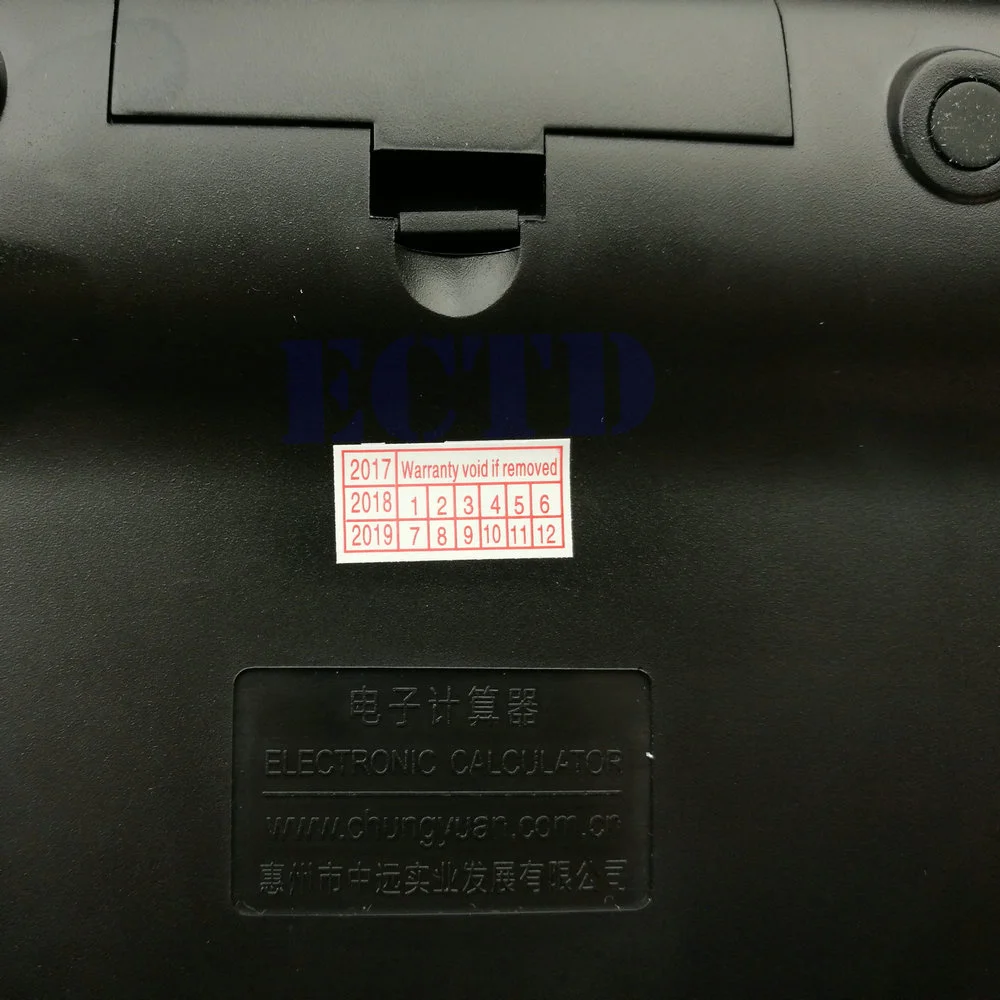 ECTD
2017 Warranty void if removed
2018 1 2 3 4 5 6
2019 7 8 9 10 11 12
电子计算器
ELECTRONIC CALCULATOR
www.chungyuan.com.cn
惠州市中远实业发展有限公司